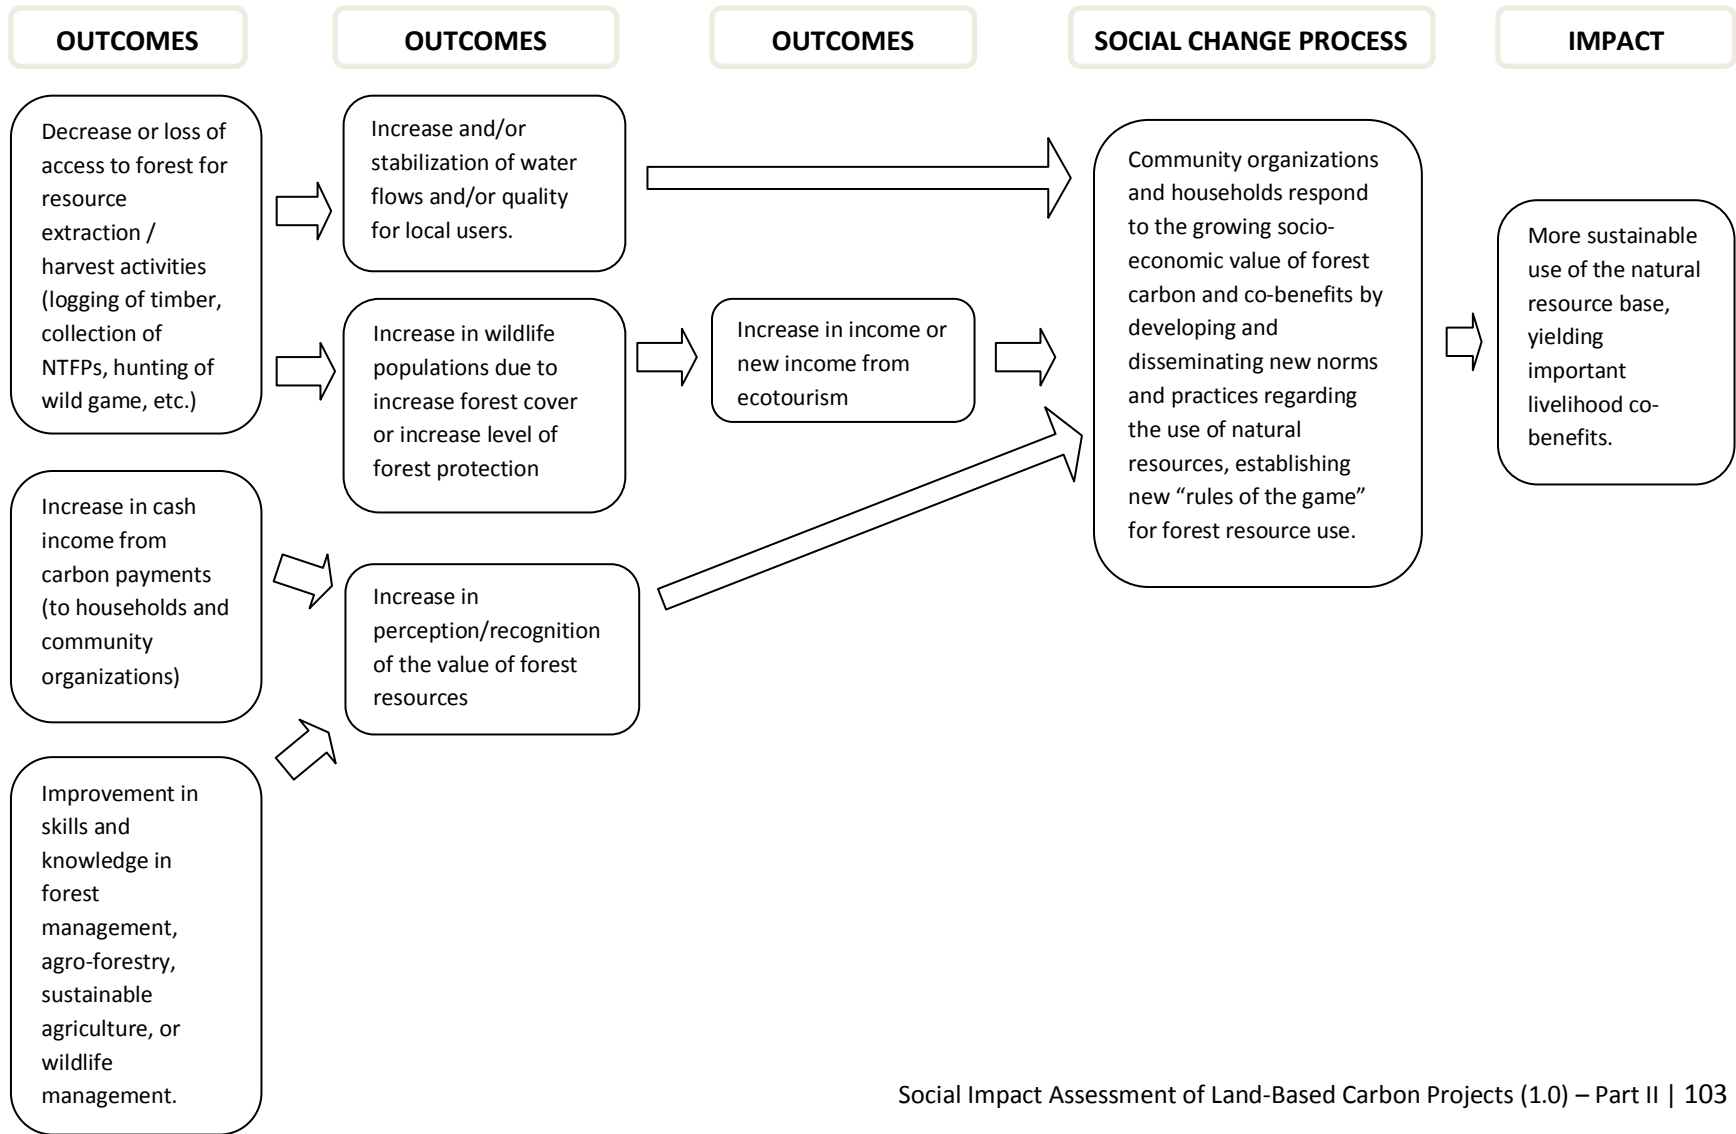 OUTCOMES
OUTCOMES
OUTCOMES
SOCIAL CHANGE PROCESS
IMPACT
Decrease or loss of
access to forest for
resource
extraction /
harvest activities
(logging of timber,
collection of
NTFPs, hunting of
wild game, etc.)
Increase in cash
income from
carbon payments
(to households and
community
organizations)
Improvement in
skills and
knowledge in
forest
management,
agro-forestry,
sustainable
agriculture, or
wildlife
management.
Increase and/or
stabilization of water
flows and/or quality
for local users.
Increase in wildlife
populations due to
increase forest cover
or increase level of
forest protection
Increase in
perception/recognition
of the value of forest
resources
Increase in income or
new income from
ecotourism
Community organizations
and households respond
to the growing socio-
economic value of forest
carbon and co-benefits by
developing and
disseminating new norms
and practices regarding
the use of natural
resources, establishing
new “rules of the game”
for forest resource use.
More sustainable
use of the natural
resource base,
yielding
important
livelihood co-
benefits.
Social Impact Assessment of Land-Based Carbon Projects (1.0) – Part II | 103